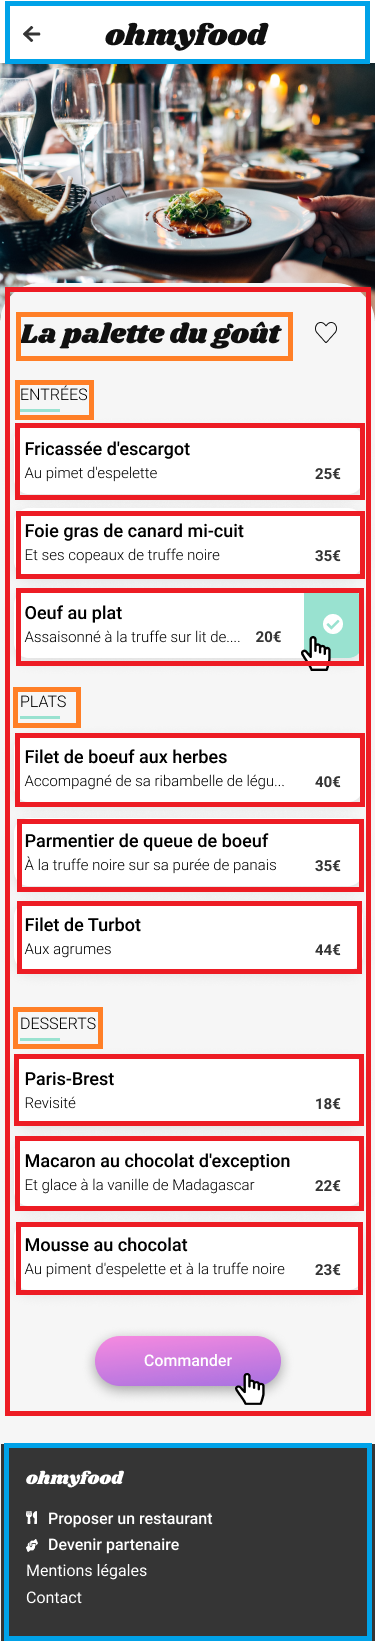 ohmyfood
La palette du goût
ENTRÉES
Fricassée d'escargot
Au pimet d'espelette 25€
Foie gras de canard mi-cuit
Et ses copeaux de truffe noire 35€
Oeuf au plat
Assaisonné à la truffe sur lit de.... 20€
PLATS
Filet de boeuf aux herbes
Accompagné de sa ribambelle de légu... 40€
Parmentier de queue de boeuf
À la truffe noire sur sa purée de panais 35€
Filet de Turbot
Aux agrumes 44€
DESSERTS
Paris-Brest
Revisité 18€
Macaron au chocolat d'exception
Et glace à la vanille de Madagascar 22€
Mousse au chocolat
Au piment d'espelette et à la truffe noire 23€
Commander
ohmyfood
Proposer un restaurant
Devenir partenaire
Mentions légales
Contact